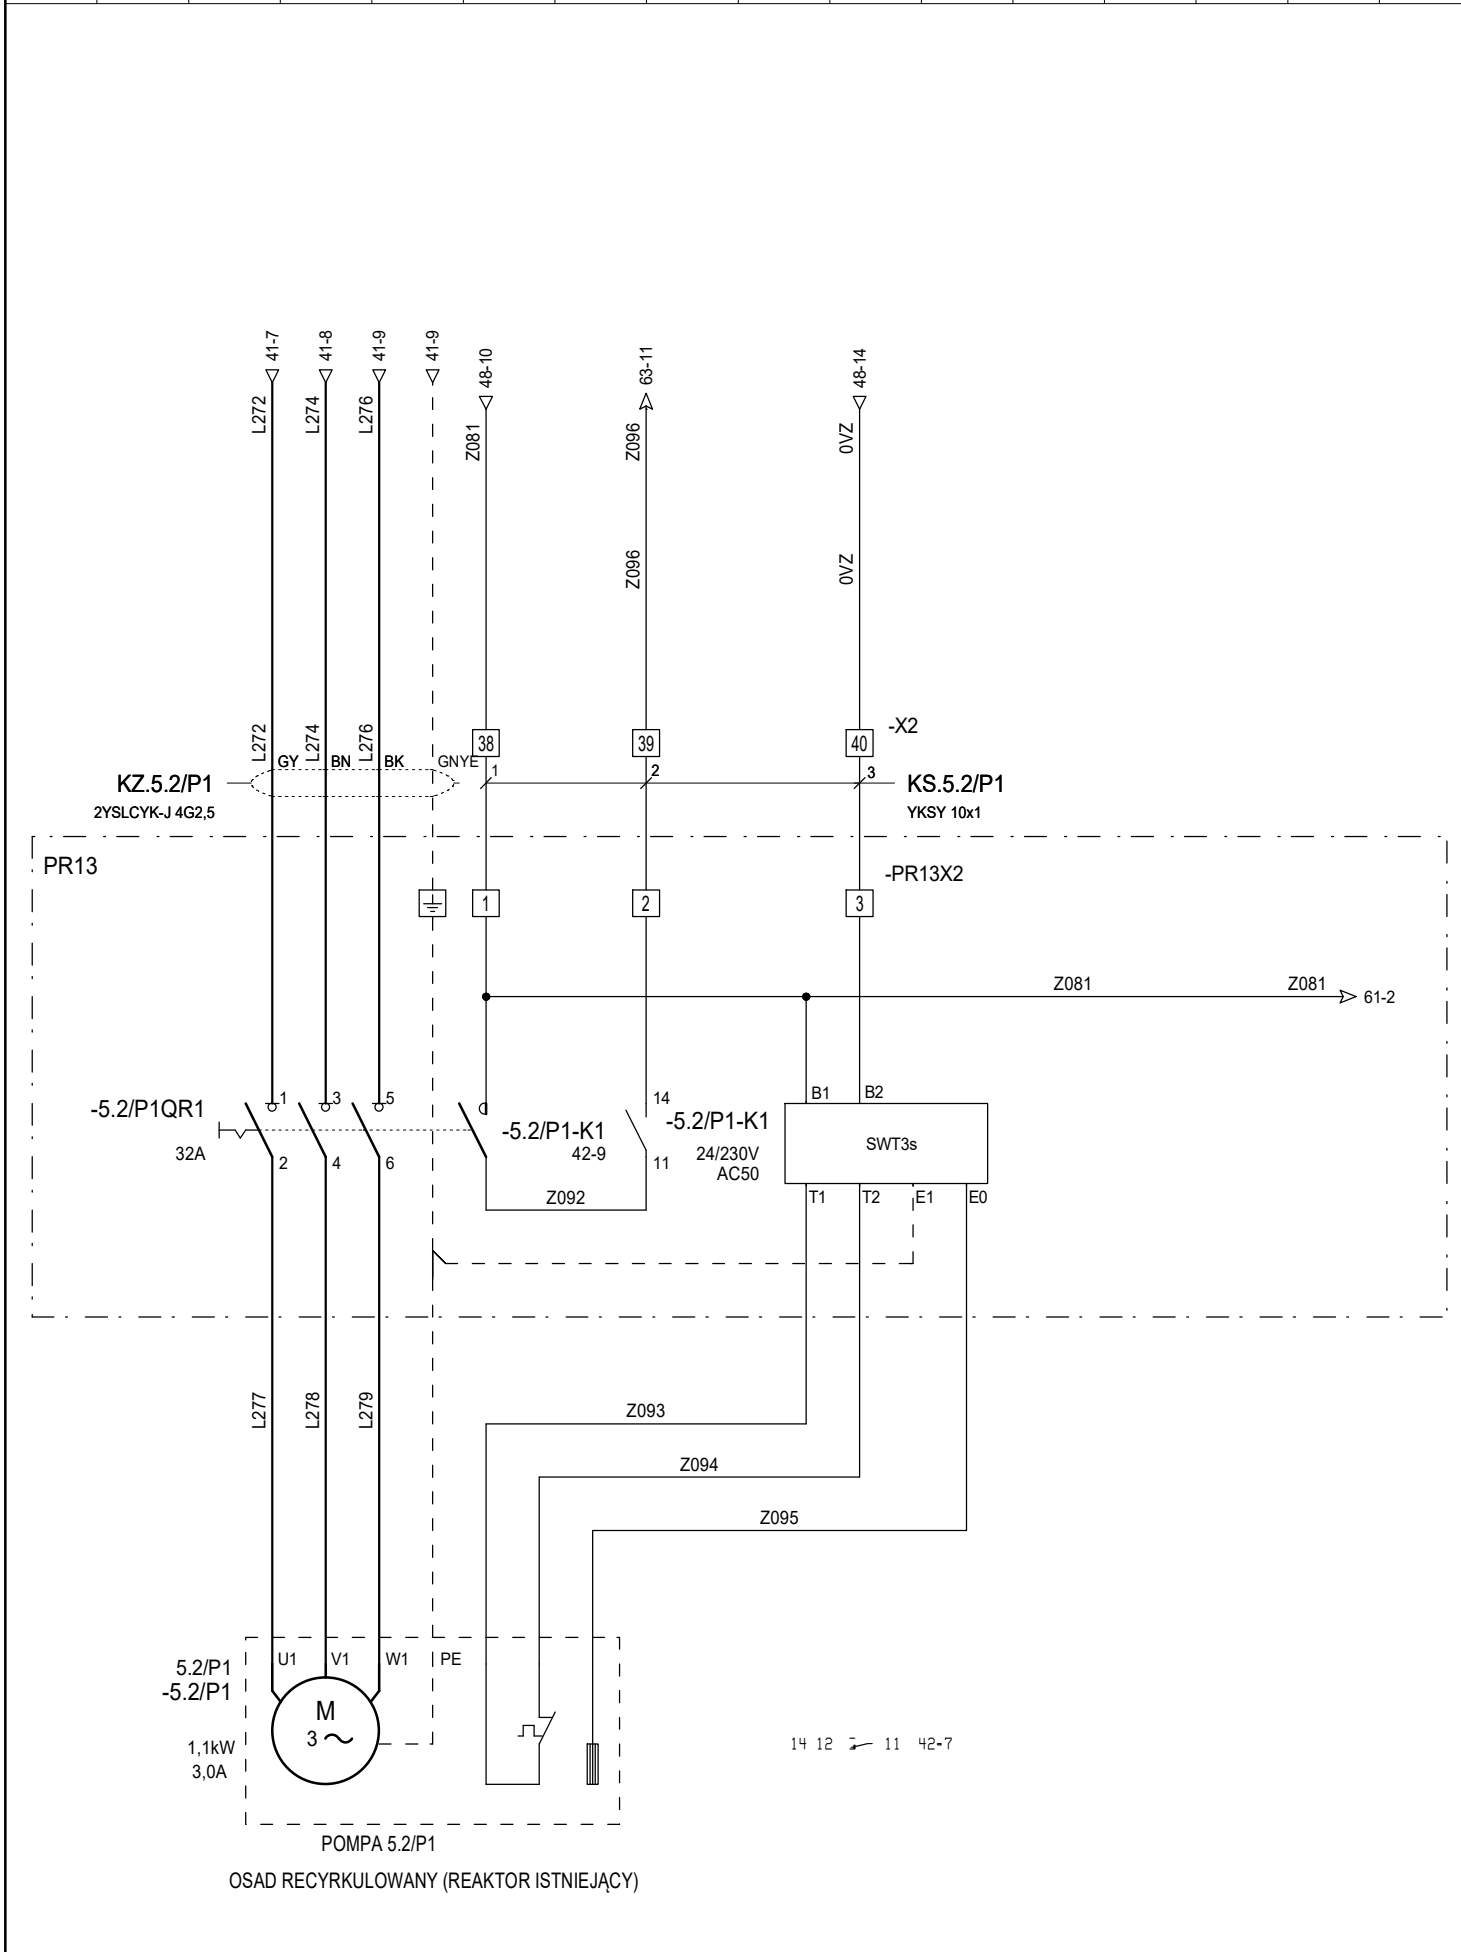 41-7
41-8
41-9
41-9
48-10
63-11
48-14
L272
L274
L276
Z081
Z096
0VZ
Z096
0VZ
L272
L274
L276
38
39
40
-X2
GY
BN
BK
GNYE
1
2
3
KZ.5.2/P1
2YSLCYK-J 4G2,5
KS.5.2/P1
YKSY 10x1
PR13
1
2
3
-PR13X2
Z081
Z081
61-2
-5.2/P1QR1
32A
1
3
5
2
4
6
-5.2/P1-K1
42-9
14
11
-5.2/P1-K1
24/230V
AC50
B1
B2
SWT3s
T1
T2
E1
E0
Z092
L277
L278
L279
Z093
Z094
Z095
5.2/P1
-5.2/P1
U1
V1
W1
PE
M
3
1,1kW
3,0A
14 12 11 42-7
POMPA 5.2/P1
OSAD RECYRKULOWANY (REAKTOR ISTNIEJĄCY)